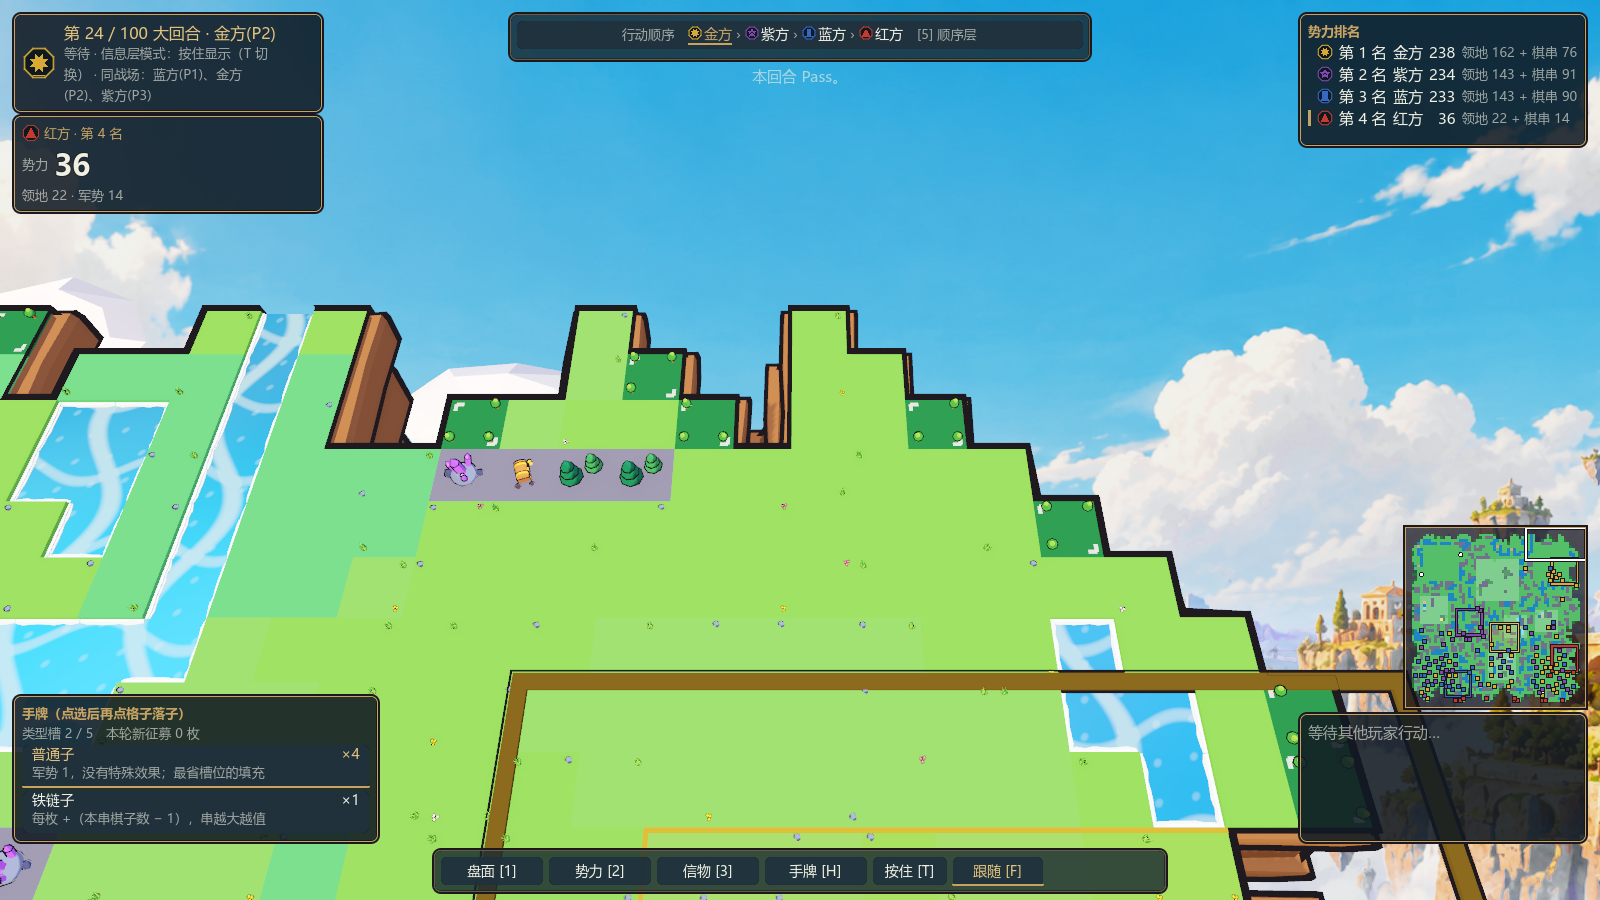 第 24 / 100 大回合 · 金方(P2)
等待 · 信息层模式：按住显示（T 切
换） · 同战场：蓝方(P1)、金方
(P2)、紫方(P3)
红方 · 第 4 名
势力 36
领地 22 · 军势 14
行动顺序 金方 › 紫方 › 蓝方 › 红方 [5] 顺序层
本回合 Pass。
势力排名
第 1 名 金方 238 领地 162 + 棋串 76
第 2 名 紫方 234 领地 143 + 棋串 91
第 3 名 蓝方 233 领地 143 + 棋串 90
第 4 名 红方 36 领地 22 + 棋串 14
手牌（点选后再点格子落子）
类型槽 2 / 5 本轮新征募 0 枚
普通子 ×4
军势 1，没有特殊效果；最省槽位的填充
铁链子 ×1
每枚 +（本串棋子数 − 1），串越大越值
等待其他玩家行动...
盘面 [1] 势力 [2] 信物 [3] 手牌 [H] 按住 [T] 跟随 [F]